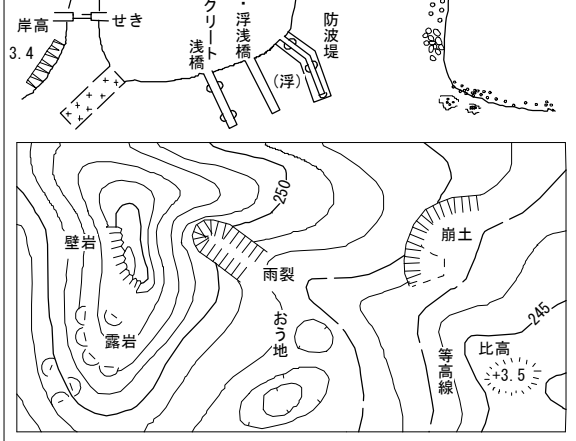 岸高
3.4
せき
クリート
浅橋
・浮浅橋
(浮)
防波堤
250
壁岩
崩土
雨裂
露岩
おう地
等高線
245
比高
+3.5